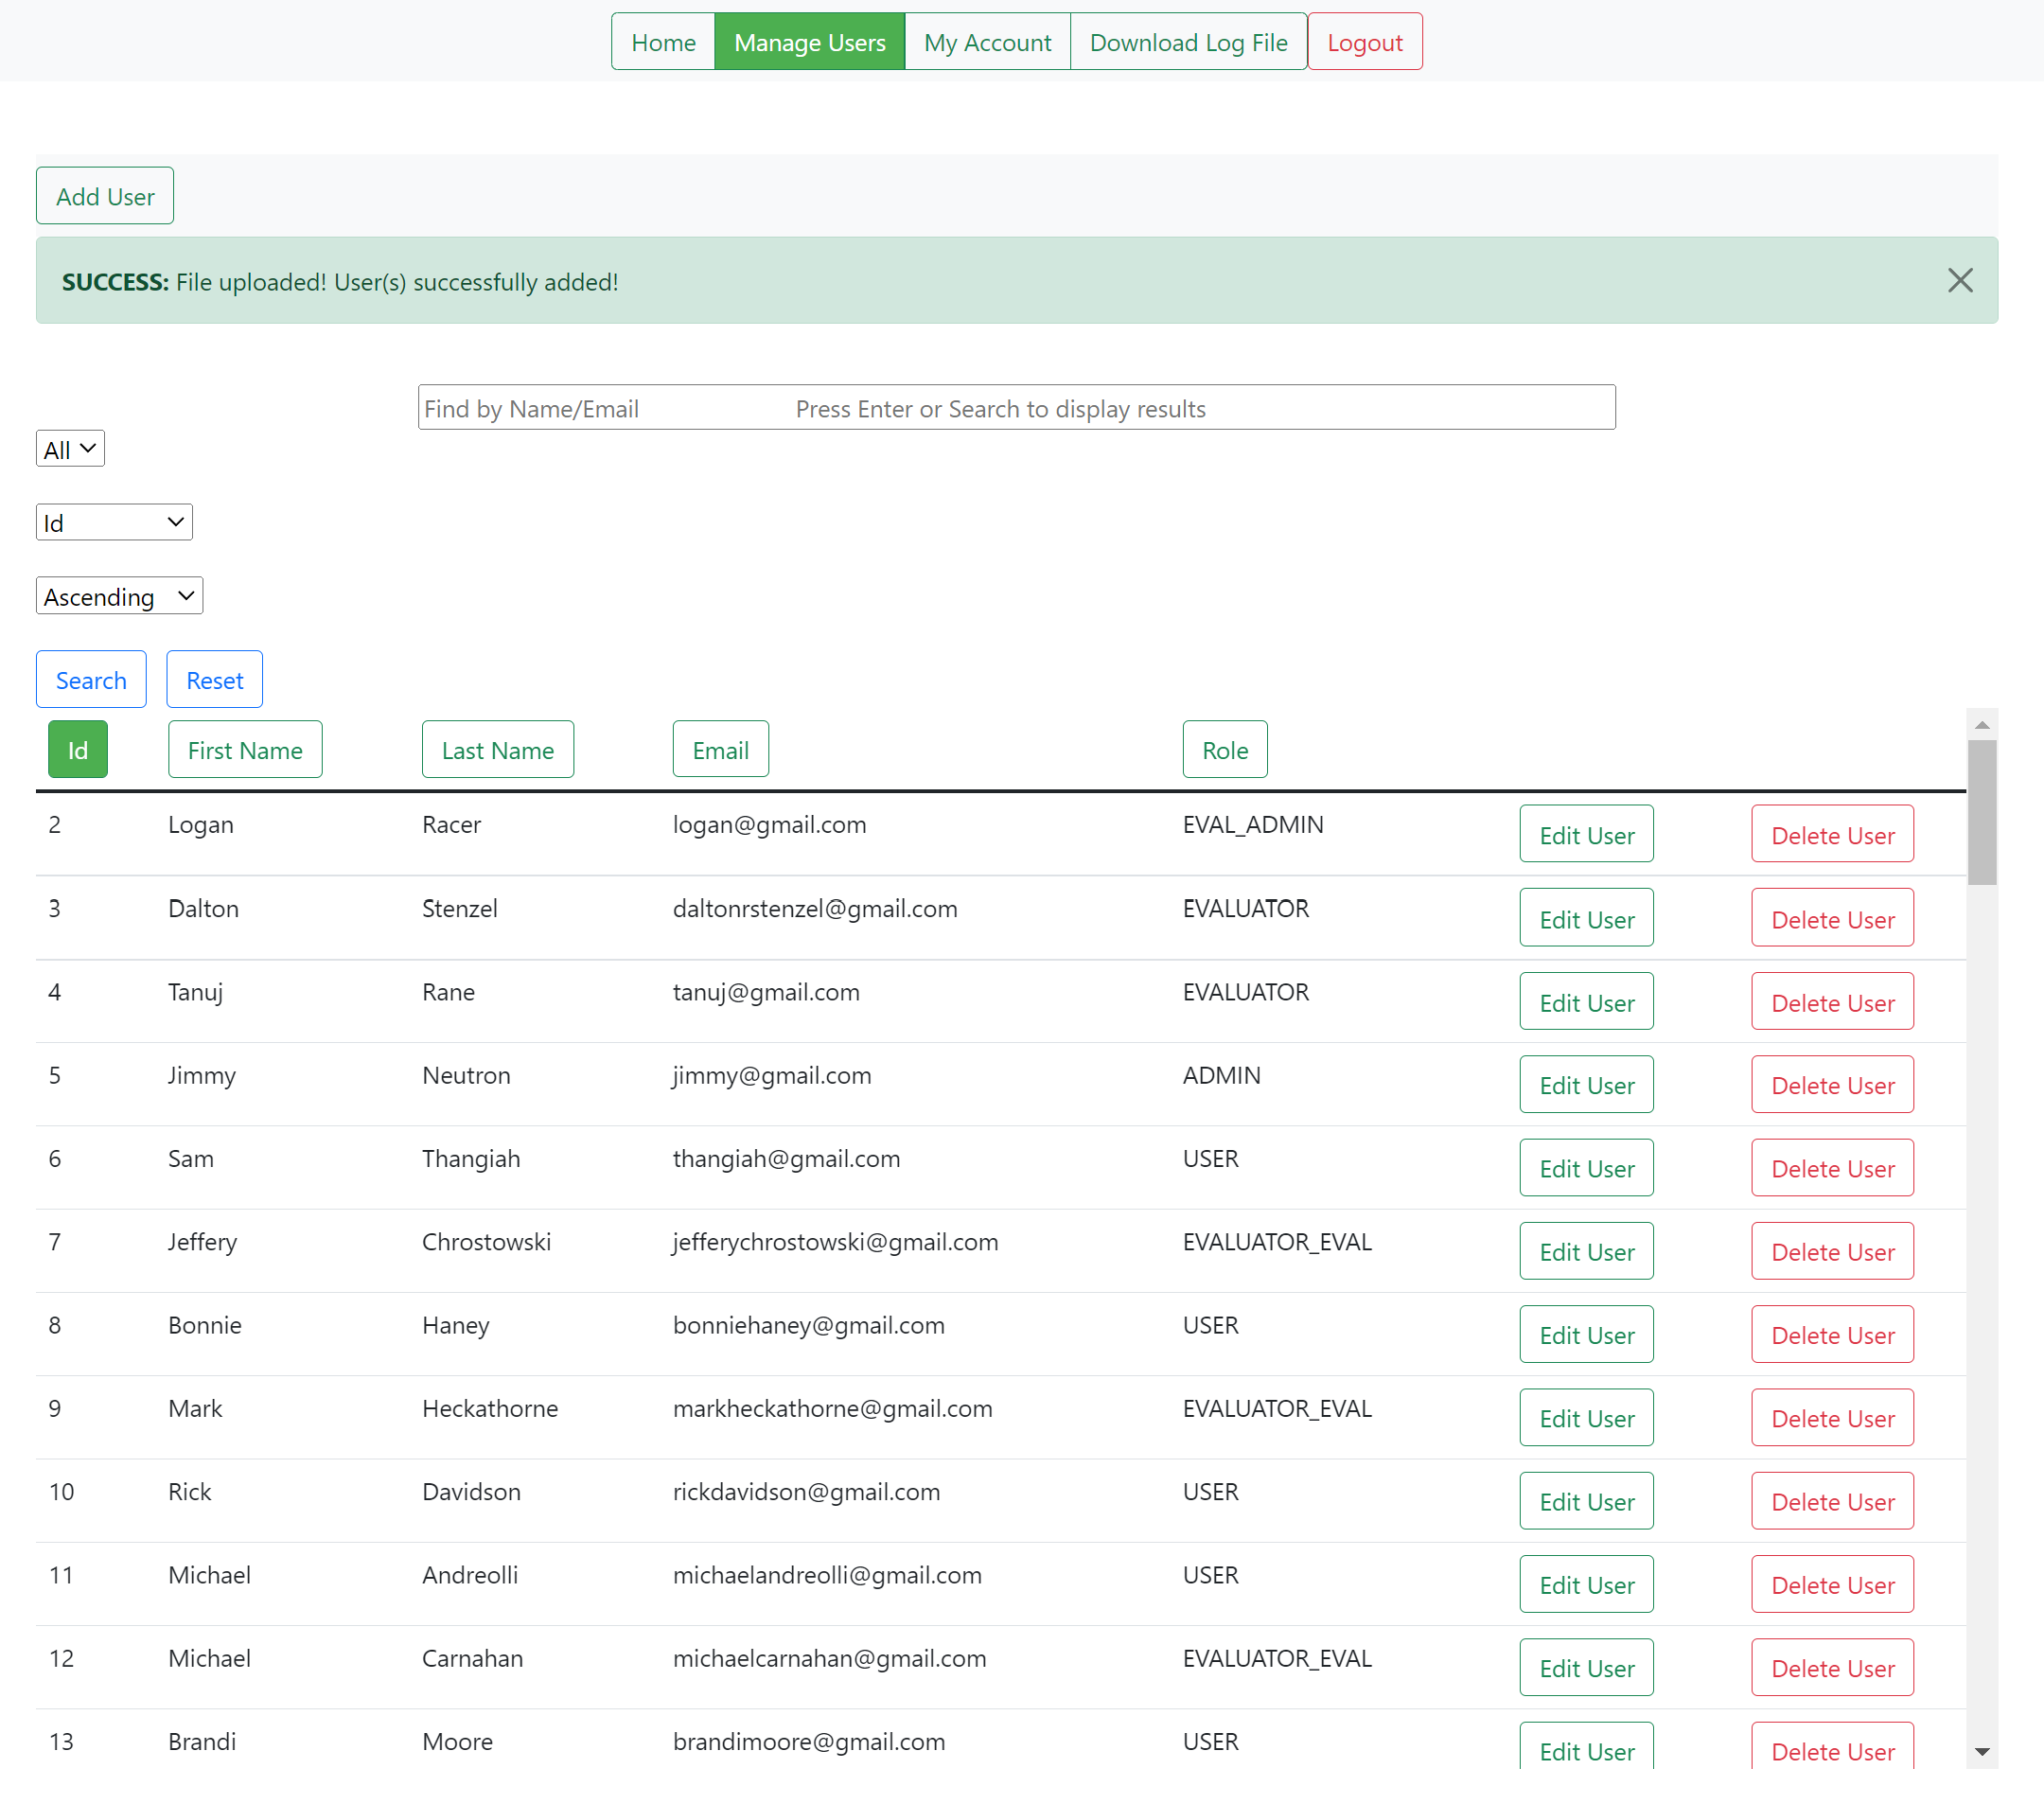 Home Manage Users My Account Download Log File Logout
Add User
SUCCESS: File uploaded! User(s) successfully added!
Find by Name/Email Press Enter or Search to display results
All
Id
Ascending
Search Reset
Id First Name Last Name Email Role
2 Logan Racer logan@gmail.com EVAL_ADMIN Edit User Delete User
3 Dalton Stenzel daltonrstenzel@gmail.com EVALUATOR Edit User Delete User
4 Tanuj Rane tanuj@gmail.com EVALUATOR Edit User Delete User
5 Jimmy Neutron jimmy@gmail.com ADMIN Edit User Delete User
6 Sam Thangiah thangiah@gmail.com USER Edit User Delete User
7 Jeffery Chrostowski jefferychrostowski@gmail.com EVALUATOR_EVAL Edit User Delete User
8 Bonnie Haney bonniehaney@gmail.com USER Edit User Delete User
9 Mark Heckathorne markheckathorne@gmail.com EVALUATOR_EVAL Edit User Delete User
10 Rick Davidson rickdavidson@gmail.com USER Edit User Delete User
11 Michael Andreolli michaelandreolli@gmail.com USER Edit User Delete User
12 Michael Carnahan michaelcarnahan@gmail.com EVALUATOR_EVAL Edit User Delete User
13 Brandi Moore brandimoore@gmail.com USER Edit User Delete User